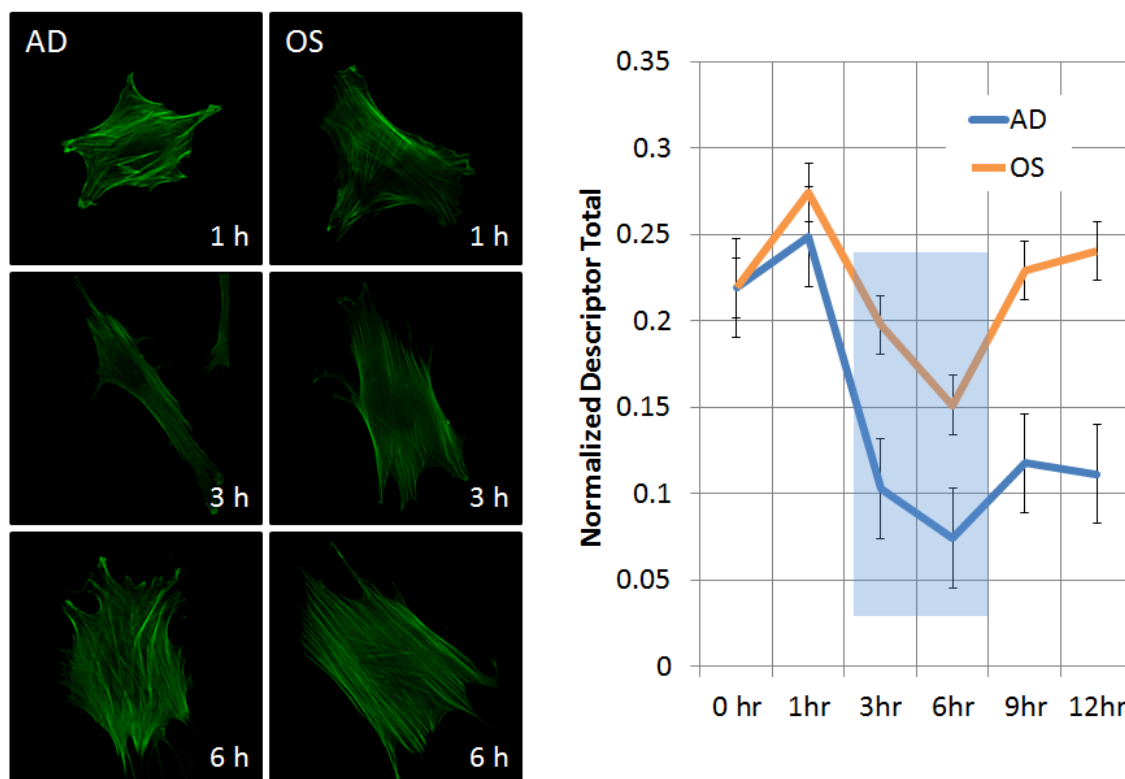 AD
OS
1 h
1 h
3 h
3 h
6 h
6 h
Normalized Descriptor Total
0.35
0.3
0.25
0.2
0.15
0.1
0.05
0
0 hr
1hr
3hr
6hr
9hr
12hr
AD
OS